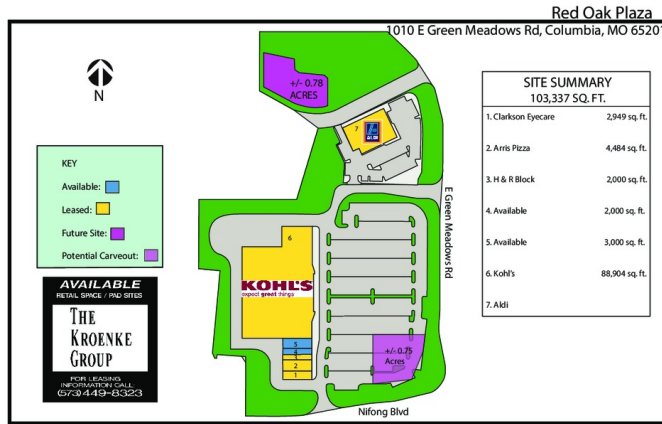 Red Oak Plaza
1010 E Green Meadows Rd, Columbia, MO 65201
N
+/- 0.78
ACRES
7
ALDI
KEY
Available:
Leased:
Future Site:
Potential Carveout:
AVAILABLE
RETAIL SPACE / PAD SITES
THE
KROENKE
GROUP
FOR LEASING
INFORMATION CALL:
(573) 449-8323
6
KOHL'S
expect great things
5
4
3
2
1
+/- 0.75
Acres
E Green Meadows Rd
Nifong Blvd
SITE SUMMARY
103,337 SQ. FT.
1. Clarkson Eyecare 2,949 sq. ft.
2. Arris Pizza 4,484 sq. ft.
3. H & R Block 2,000 sq. ft.
4. Available 2,000 sq. ft.
5. Available 3,000 sq. ft.
6. Kohl's 88,904 sq. ft.
7. Aldi